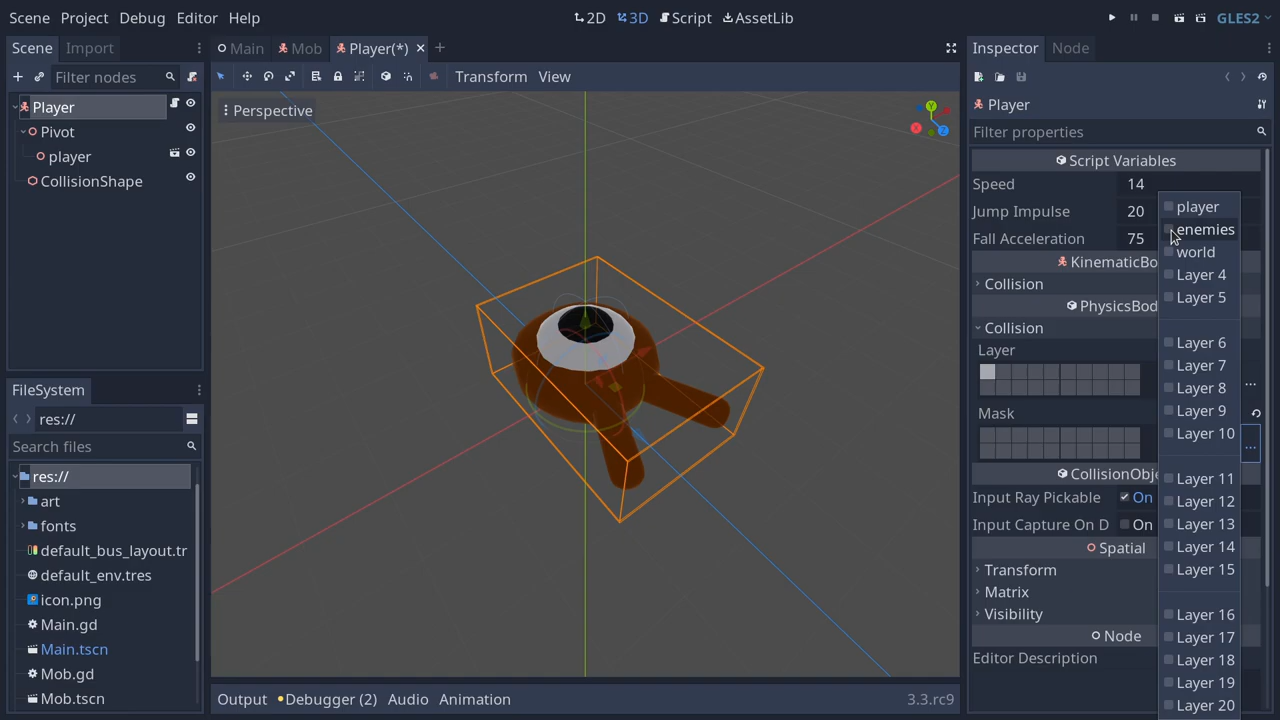 Scene Project Debug Editor Help
2D 3D Script AssetLib
GLES2
Scene Import
Filter nodes
Player
Pivot
player
CollisionShape
FileSystem
res://
Search files
res://
art
fonts
default_bus_layout.tr
default_env.tres
icon.png
Main.gd
Main.tscn
Mob.gd
Mob.tscn
Main Mob Player(*)
Transform View
Perspective
Y
X
Z
Output Debugger (2) Audio Animation
3.3.rc9
Inspector Node
Player
Filter properties
Script Variables
Speed 14
Jump Impulse 20
Fall Acceleration 75
KinematicBo
Collision
PhysicsBod
Collision
Layer
Mask
CollisionObje
Input Ray Pickable On
Input Capture On D On
Spatial
Transform
Matrix
Visibility
Node
Editor Description
player
enemies
world
Layer 4
Layer 5
Layer 6
Layer 7
Layer 8
Layer 9
Layer 10
Layer 11
Layer 12
Layer 13
Layer 14
Layer 15
Layer 16
Layer 17
Layer 18
Layer 19
Layer 20